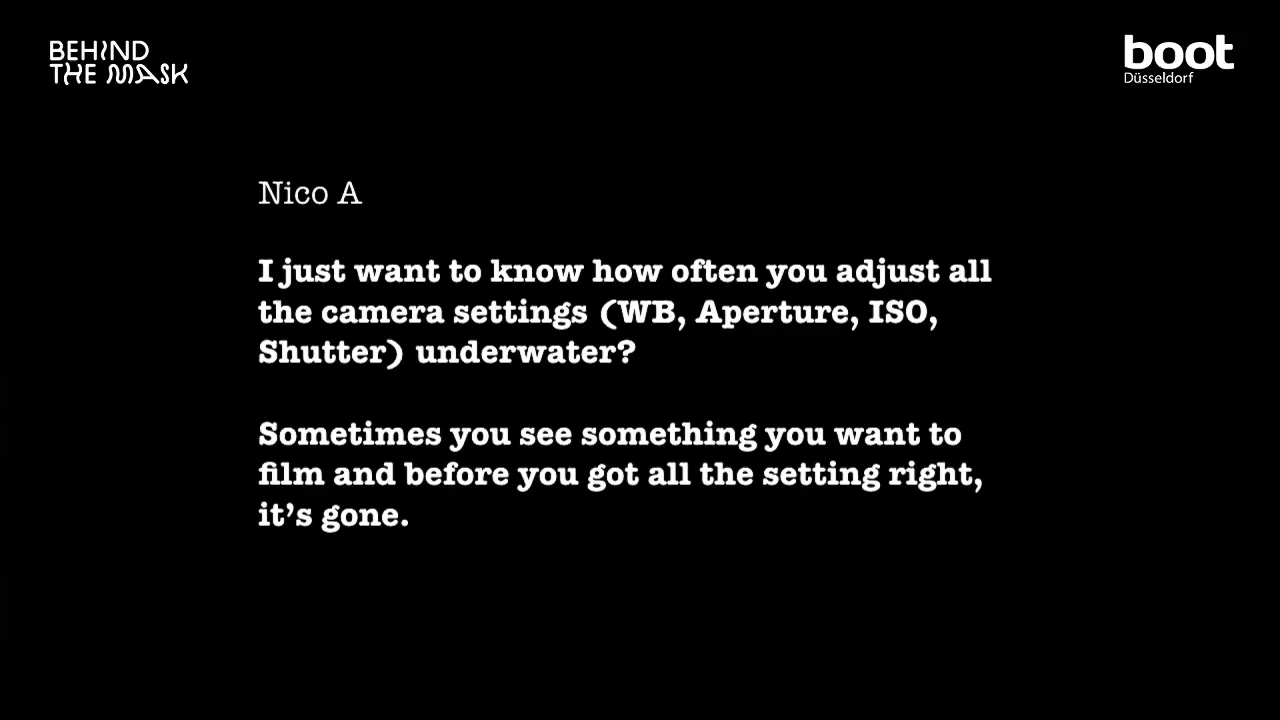 BEHIND
THE MASK
boot
Düsseldorf
Nico A
I just want to know how often you adjust all
the camera settings (WB, Aperture, ISO,
Shutter) underwater?
Sometimes you see something you want to
film and before you got all the setting right,
it's gone.